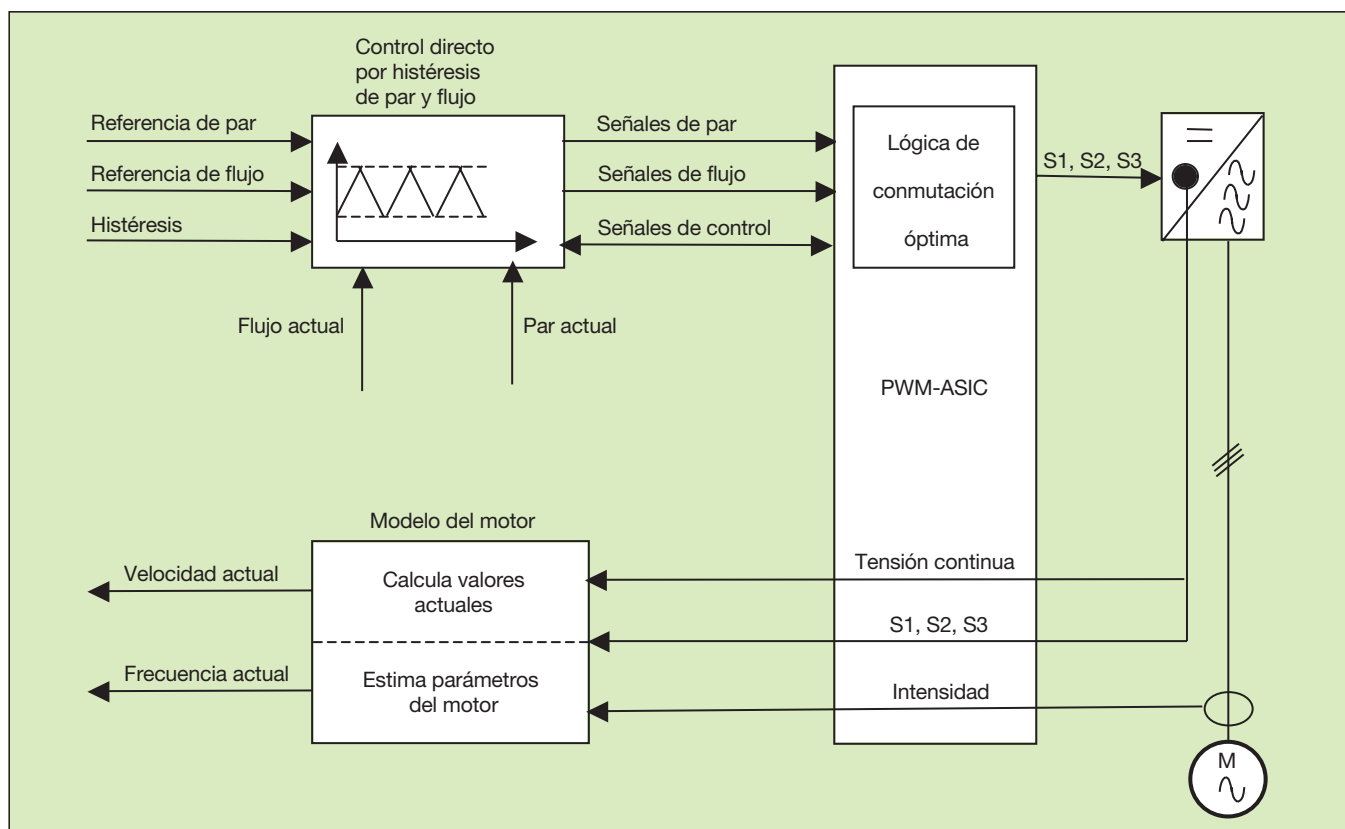 Control directo
por histéresis
de par y flujo
Referencia de par
Referencia de flujo
Histéresis
Señales de par
Señales de flujo
Señales de control
Lógica de
conmutación
óptima
S1, S2, S3
Flujo actual
Par actual
PWM-ASIC
Modelo del motor
Velocidad actual
Calcula valores
actuales
Tensión continua
S1, S2, S3
Frecuencia actual
Estima parámetros
del motor
Intensidad
M